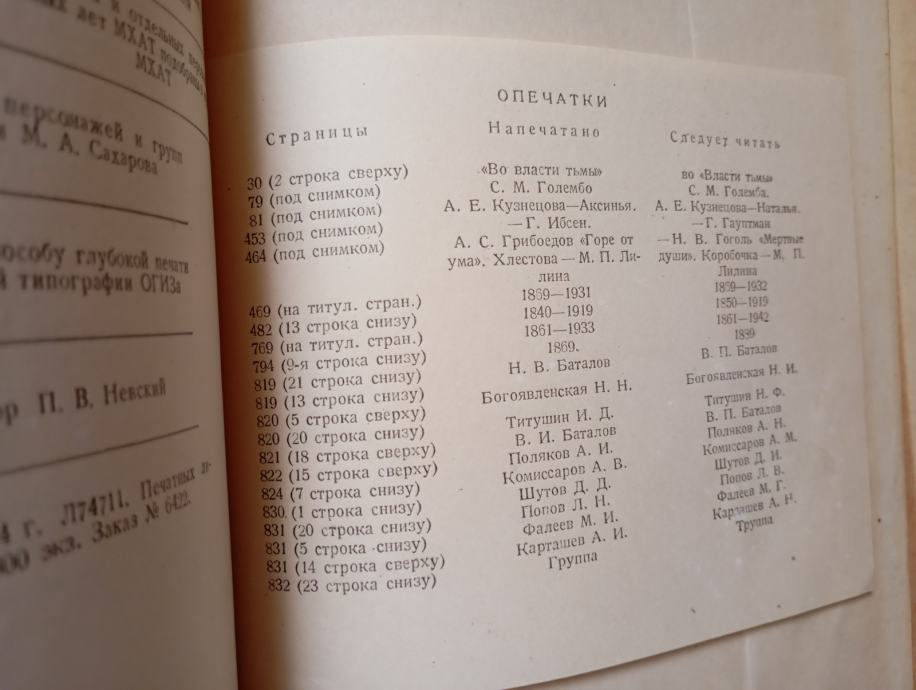 и отдельных
лет МХАТ
МХАТ
персонажей и групп
М. А. Сахарова
глубокой печати
типографии ОГИЗа
П. В. Невский
г. Л74711. Печатных
экз. Заказ № 6422.
ОПЕЧАТКИ
Страницы
30 (2 строка сверху)
79 (под снимком)
81 (под снимком)
453 (под снимком)
464 (под снимком)
469 (на титул. стран.)
482 (13 строка снизу)
769 (на титул. стран.)
794 (9-я строка снизу)
819 (21 строка снизу)
819 (13 строка снизу)
820 (5 строка сверху)
820 (20 строка снизу)
821 (18 строка сверху)
822 (15 строка сверху)
824 (7 строка снизу)
830. (1 строка снизу)
831 (20 строка снизу)
831 (5 строка снизу)
831 (14 строка сверху)
832 (23 строка снизу)
Напечатано
«Во власти тьмы»
С. М. Голембо
А. Е. Кузнецова—Аксинья.
—Г. Ибсен.
А. С. Грибоедов «Горе от
ума». Хлестова — М. П. Ли-
лина
1869—1931
1840—1919
1861—1933
1869.
Н. В. Баталов
Богоявленская Н. Н.
Титушин И. Д.
В. И. Баталов
Поляков А. И.
Комиссаров А. В.
Шутов Д. Д.
Попов Л. Н.
Фалеев М. И.
Карташев А. И.
Группа
Следует читать
во «Власти тьмы»
С. М. Големба.
А. Е. Кузнецова—Наталья.
—Г. Гауптман
—Н. В. Гоголь «Мертвые
души». Коробочка— М. П.
Лилина
1869—1932
1850—1919
1861—1942
1889
В. П. Баталов
Богоявленская Н. И.
Титушин Н. Ф.
В. П. Баталов
Поляков А. Н.
Комиссаров А. М.
Шутов Д. И.
Попов Л. В.
Фалеев М. Г.
Карташев А. Н.
Труппа